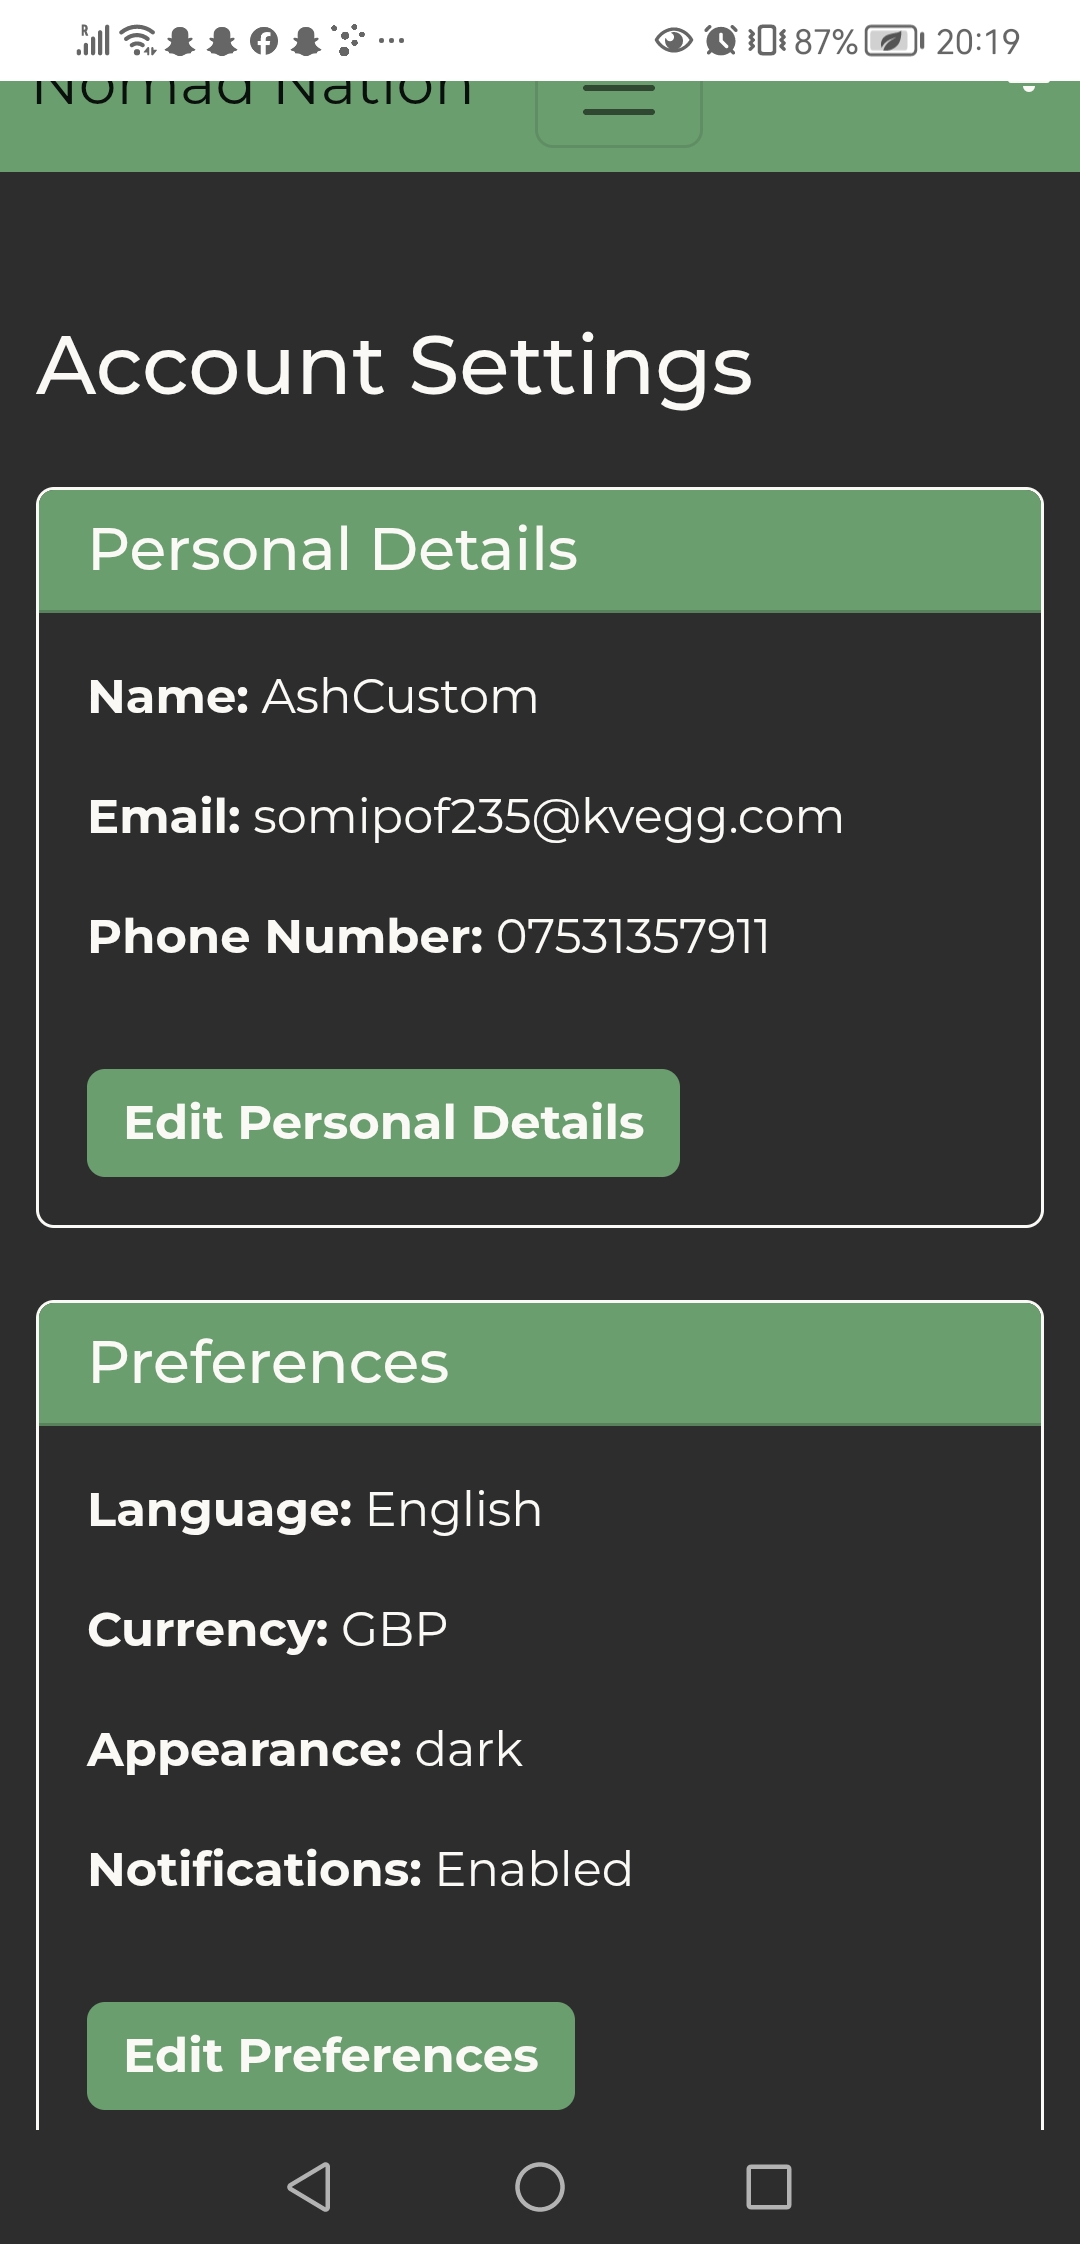 R
87%
20:19
Nomad Nation
Account Settings
Personal Details
Name: AshCustom
Email: somipof235@kvegg.com
Phone Number: 07531357911
Edit Personal Details
Preferences
Language: English
Currency: GBP
Appearance: dark
Notifications: Enabled
Edit Preferences